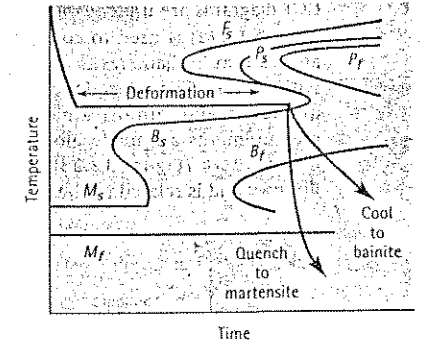 Fs
Ps
Pf
Deformation
Bs
Bf
Ms
Mf
Cool
to
bainite
Quench
to
martensite
Temperature
Time